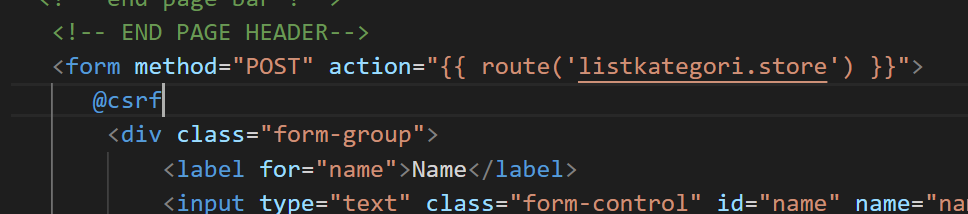 <!-- end page bar -->
<!-- END PAGE HEADER-->
<form method="POST" action="{{ route('listkategori.store') }}">
@csrf
<div class="form-group">
<label for="name">Name</label>
<input type="text" class="form-control" id="name" name="na